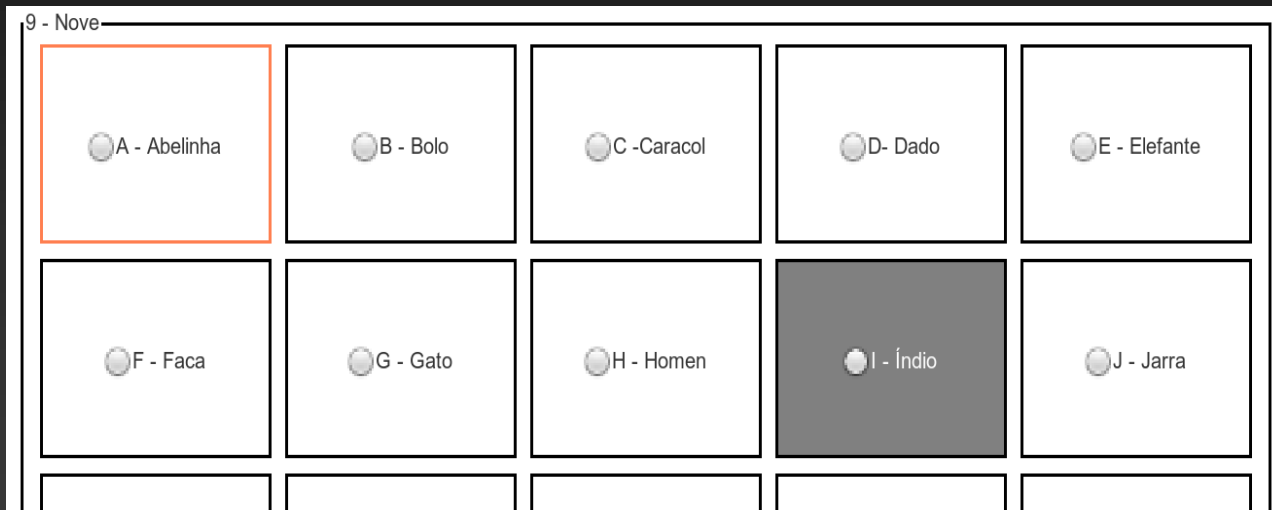 9 - Nove
A - Abelinha
B - Bolo
C -Caracol
D- Dado
E - Elefante
F - Faca
G - Gato
H - Homen
I - Índio
J - Jarra